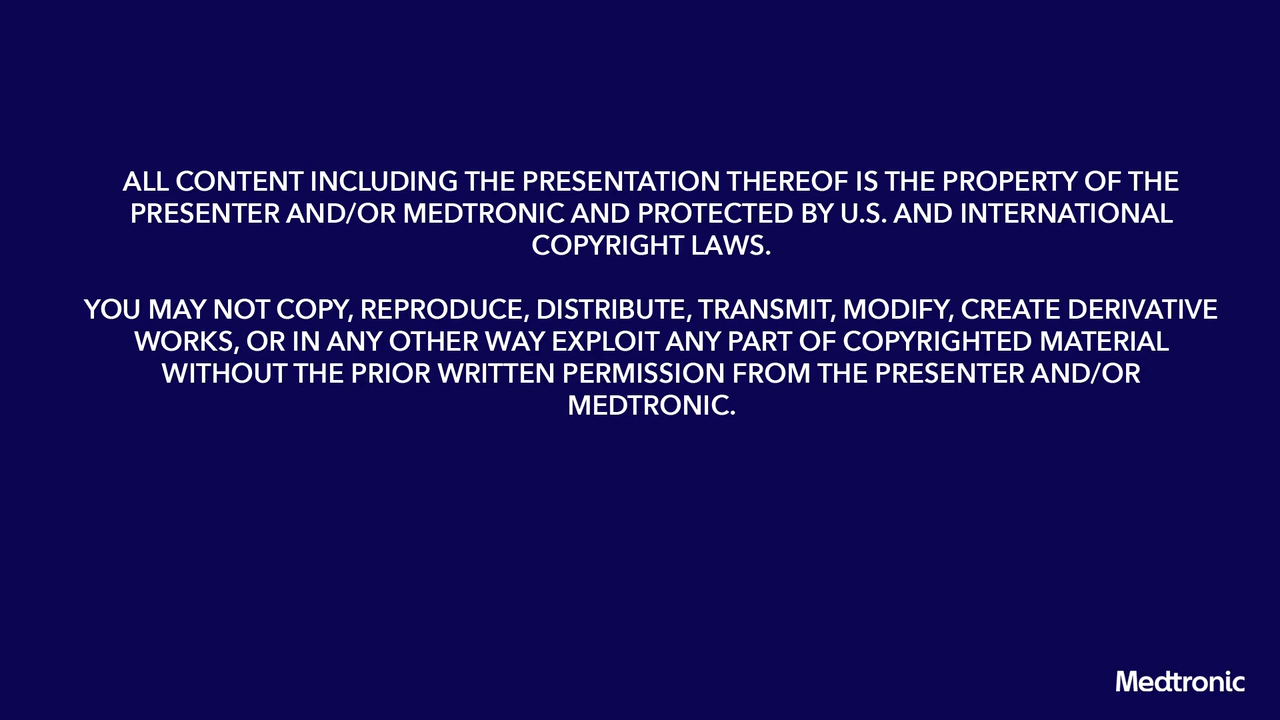 ALL CONTENT INCLUDING THE PRESENTATION THEREOF IS THE PROPERTY OF THE
PRESENTER AND/OR MEDTRONIC AND PROTECTED BY U.S. AND INTERNATIONAL
COPYRIGHT LAWS.
YOU MAY NOT COPY, REPRODUCE, DISTRIBUTE, TRANSMIT, MODIFY, CREATE DERIVATIVE
WORKS, OR IN ANY OTHER WAY EXPLOIT ANY PART OF COPYRIGHTED MATERIAL
WITHOUT THE PRIOR WRITTEN PERMISSION FROM THE PRESENTER AND/OR
MEDTRONIC.
Medtronic